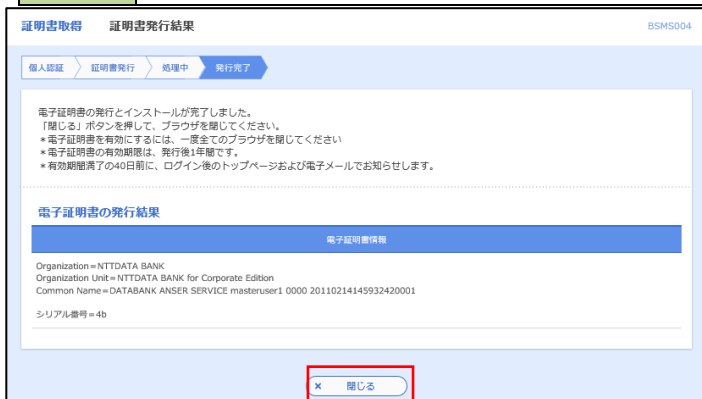 証明書取得 証明書発行結果 BSMS004
個人認証 証明書発行 処理中 発行完了
電子証明書の発行とインストールが完了しました。
「閉じる」ボタンを押して、ブラウザを閉じてください。
＊電子証明書を有効にするには、一度全てのブラウザを閉じてください
＊電子証明書の有効期限は、発行後1年間です。
＊有効期間満了の40日前に、ログイン後のトップページおよび電子メールでお知らせします。
電子証明書の発行結果
電子証明書情報
Organization=NTTDATA BANK
Organization Unit=NTTDATA BANK for Corporate Edition
Common Name=DATABANK ANSER SERVICE masteruser1 0000 20110214145932420001
シリアル番号=4b
× 閉じる